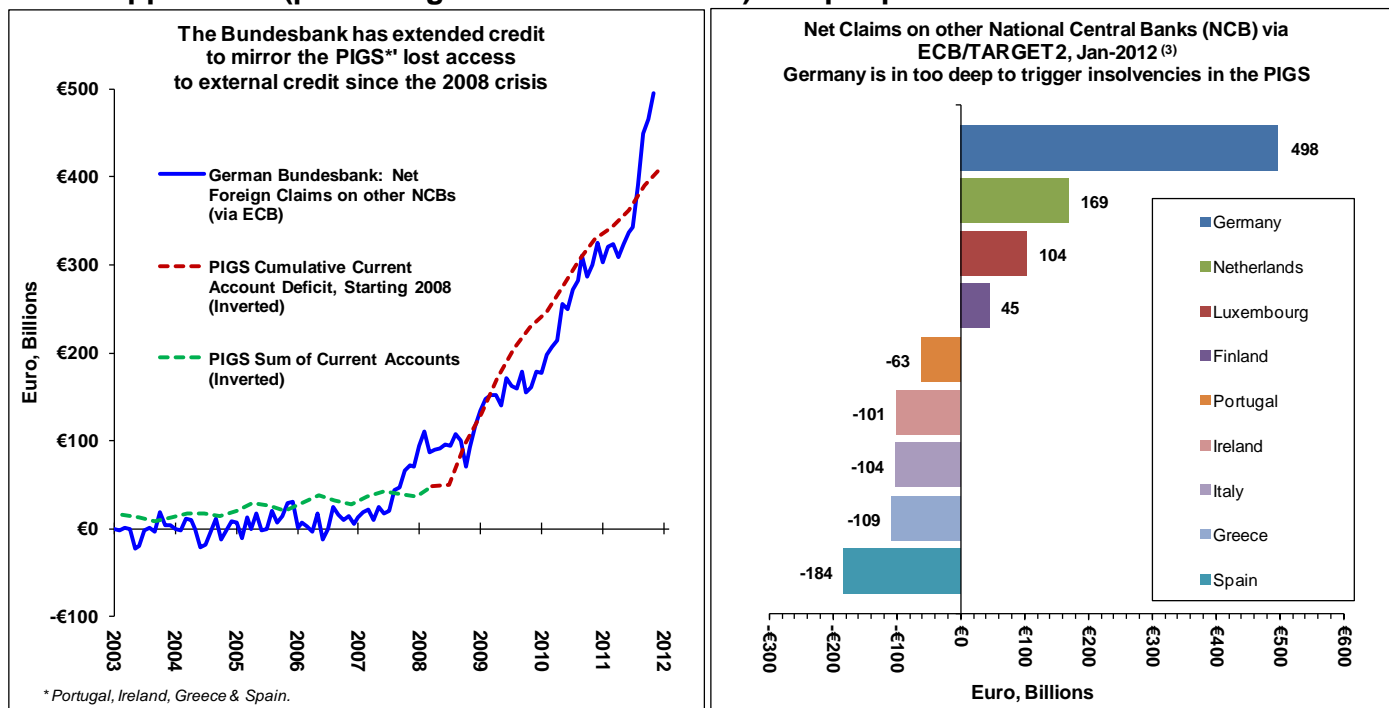 The Bundesbank has extended credit
to mirror the PIGS*' lost access
to external credit since the 2008 crisis
€500
€400
€300
€200
€100
€0
-€100
Euro, Billions
German Bundesbank: Net
Foreign Claims on other NCBs
(via ECB)
PIGS Cumulative Current
Account Deficit, Starting 2008
(Inverted)
PIGS Sum of Current Accounts
(Inverted)
2003
2004
2005
2006
2007
2008
2009
2010
2011
2012
* Portugal, Ireland, Greece & Spain.
Net Claims on other National Central Banks (NCB) via
ECB/TARGET2, Jan-2012 (3)
Germany is in too deep to trigger insolvencies in the PIGS
498
169
104
45
-63
-101
-104
-109
-184
Germany
Netherlands
Luxembourg
Finland
Portugal
Ireland
Italy
Greece
Spain
-€300
-€200
-€100
€0
€100
€200
€300
€400
€500
€600
Euro, Billions